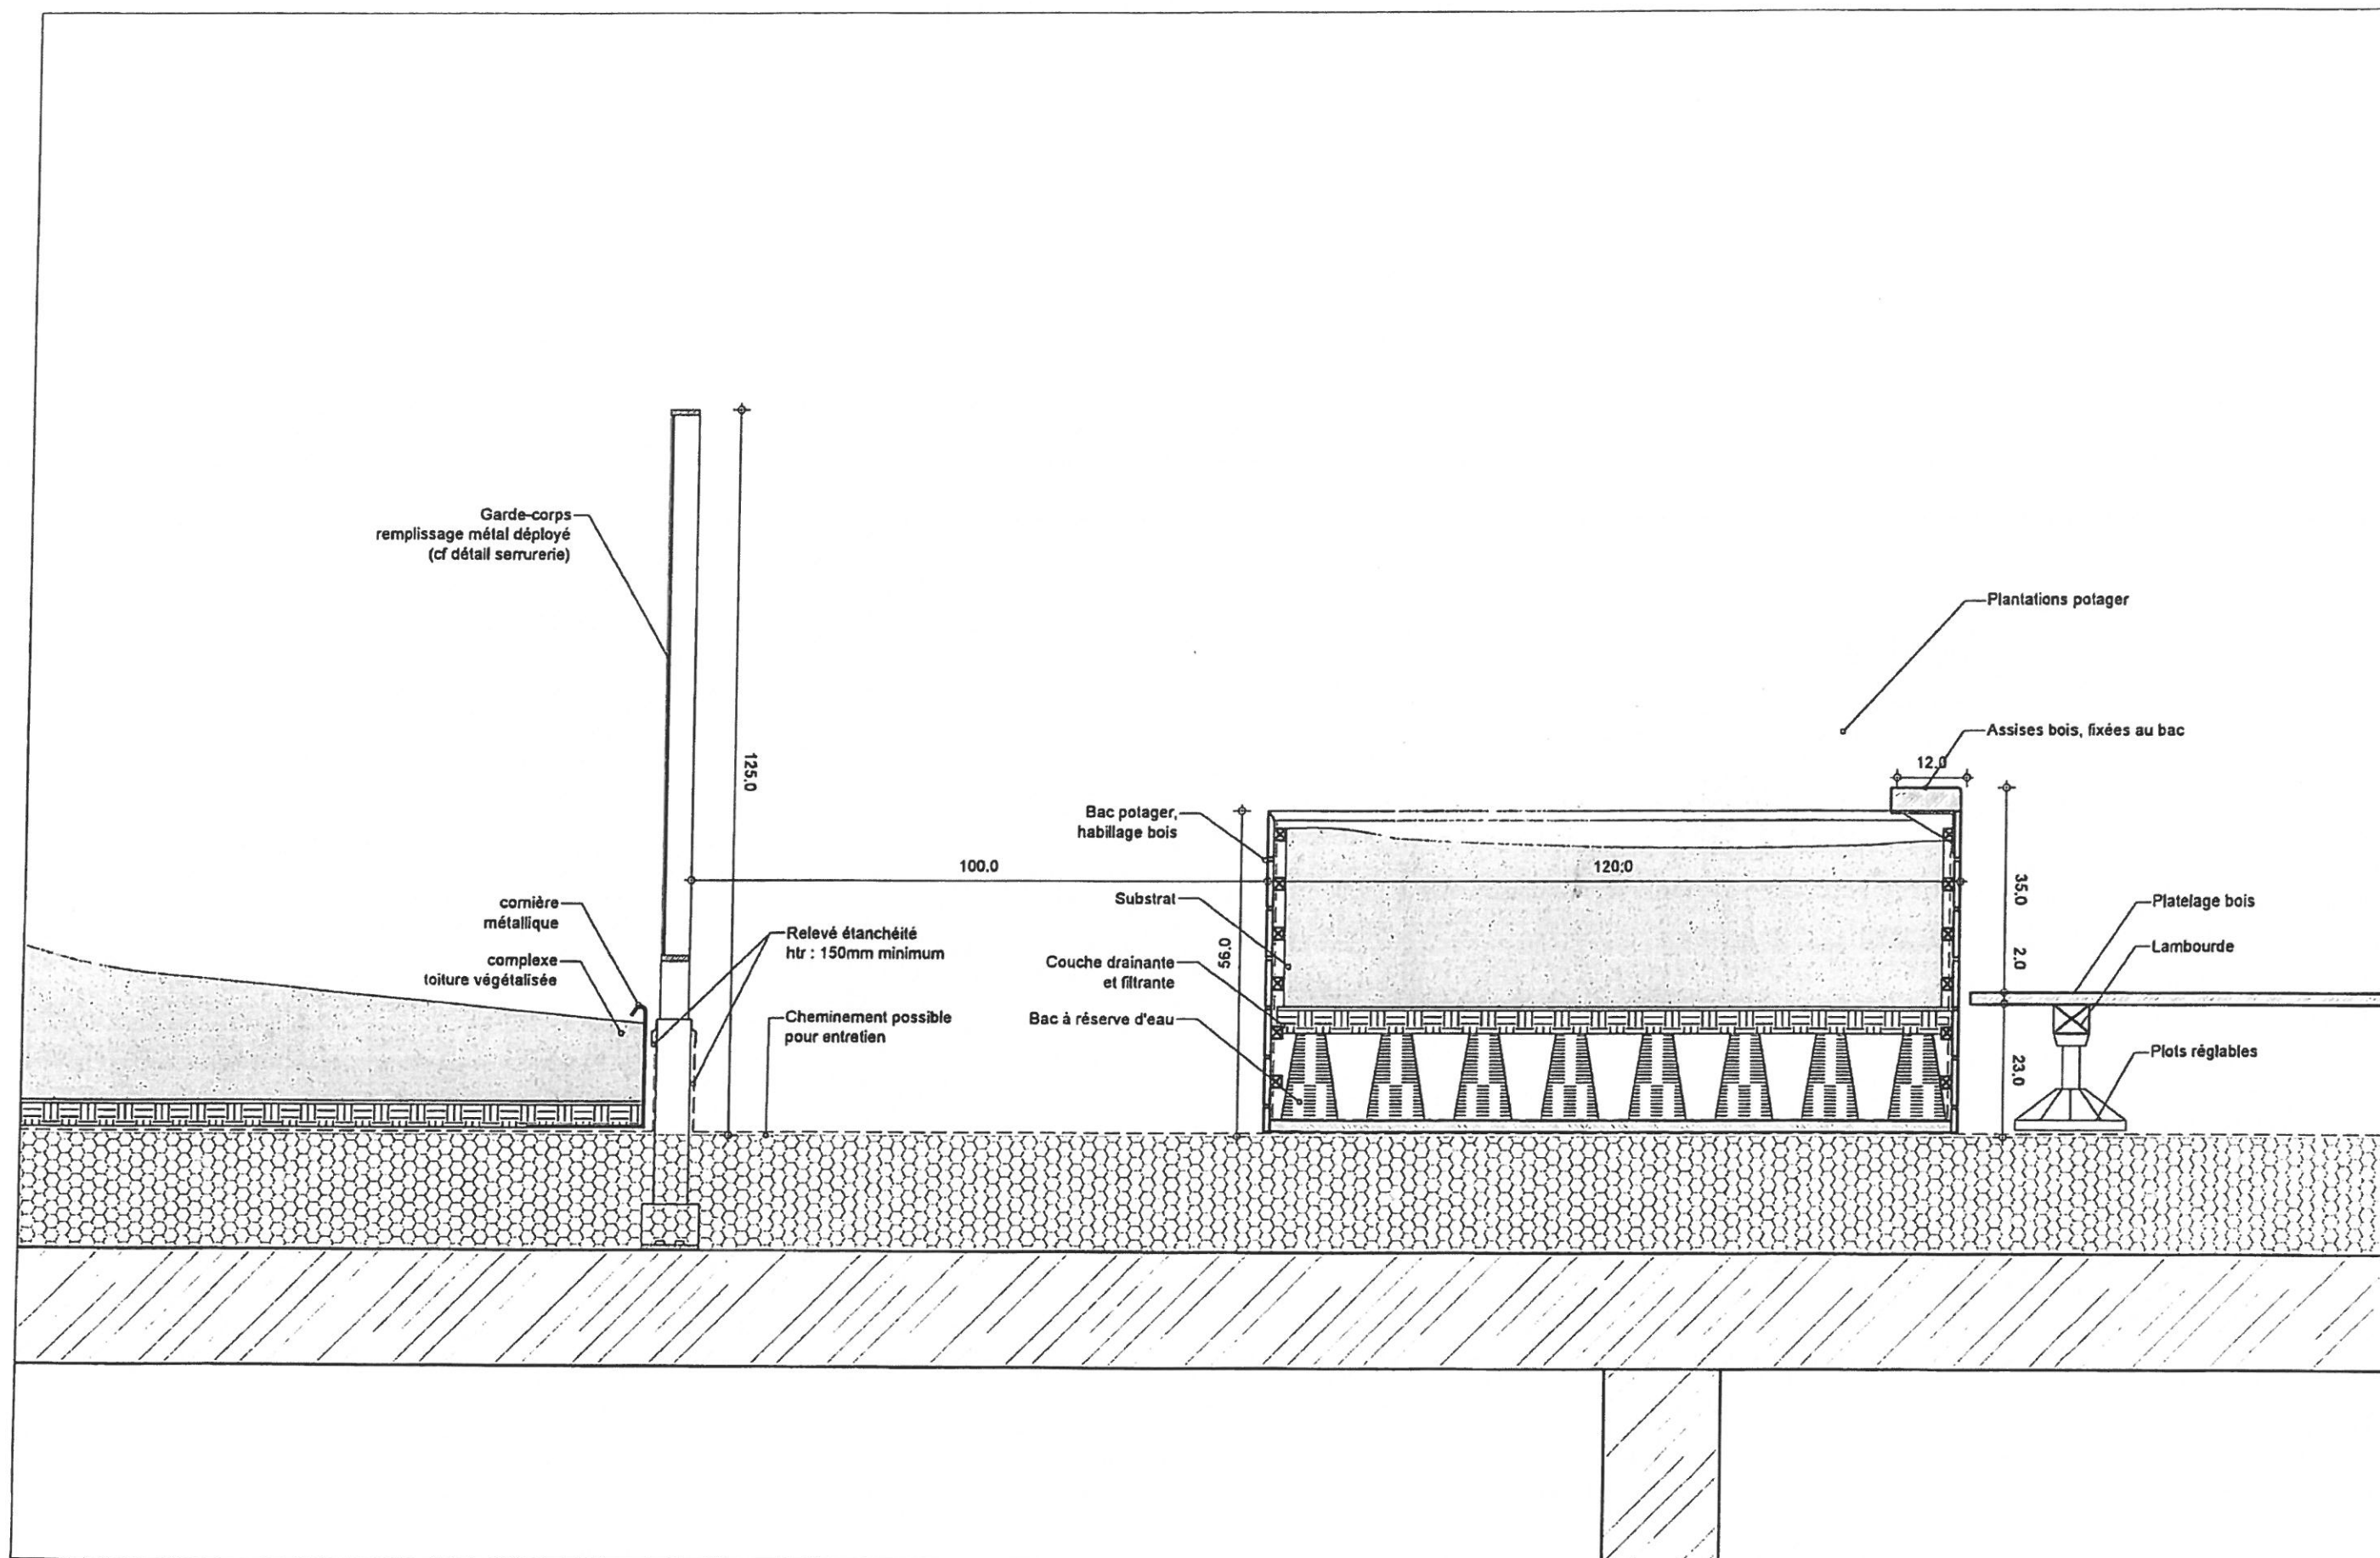 Garde-corps
remplissage métal déployé
(cf détail serrurerie)
125.0
cornière
métallique
complexe
toiture végétalisée
Relevé étanchéité
htr : 150mm minimum
Cheminement possible
pour entretien
100.0
Bac potager,
habillage bois
59.0
Substrat
Couche drainante
et filtrante
Bac à réserve d'eau
120.0
Plantations potager
Assises bois, fixées au bac
12.0
35.0
2.0
23.0
Platelage bois
Lambourde
Plots réglables